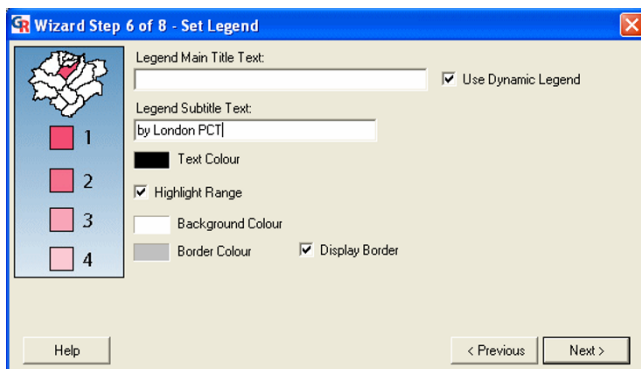 GR Wizard Step 6 of 8 - Set Legend
Legend Main Title Text:
Use Dynamic Legend
Legend Subtitle Text:
by London PCT
1
Text Colour
2
Highlight Range
3
Background Colour
Border Colour
Display Border
4
Help
< Previous
Next >